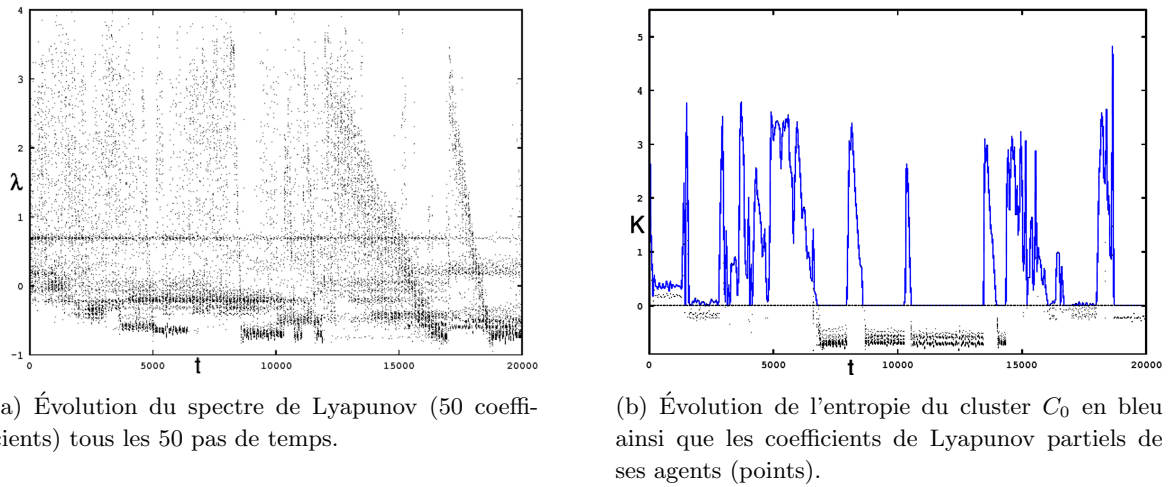 4
3
2
λ
1
0
−1
0
5000
t
10000
15000
20000
5
4
3
2
K
1
0
0
5000
t
10000
15000
20000
a) Évolution du spectre de Lyapunov (50 coeffi-
cients) tous les 50 pas de temps.
(b) Évolution de l'entropie du cluster C₀ en bleu
ainsi que les coefficients de Lyapunov partiels de
ses agents (points).